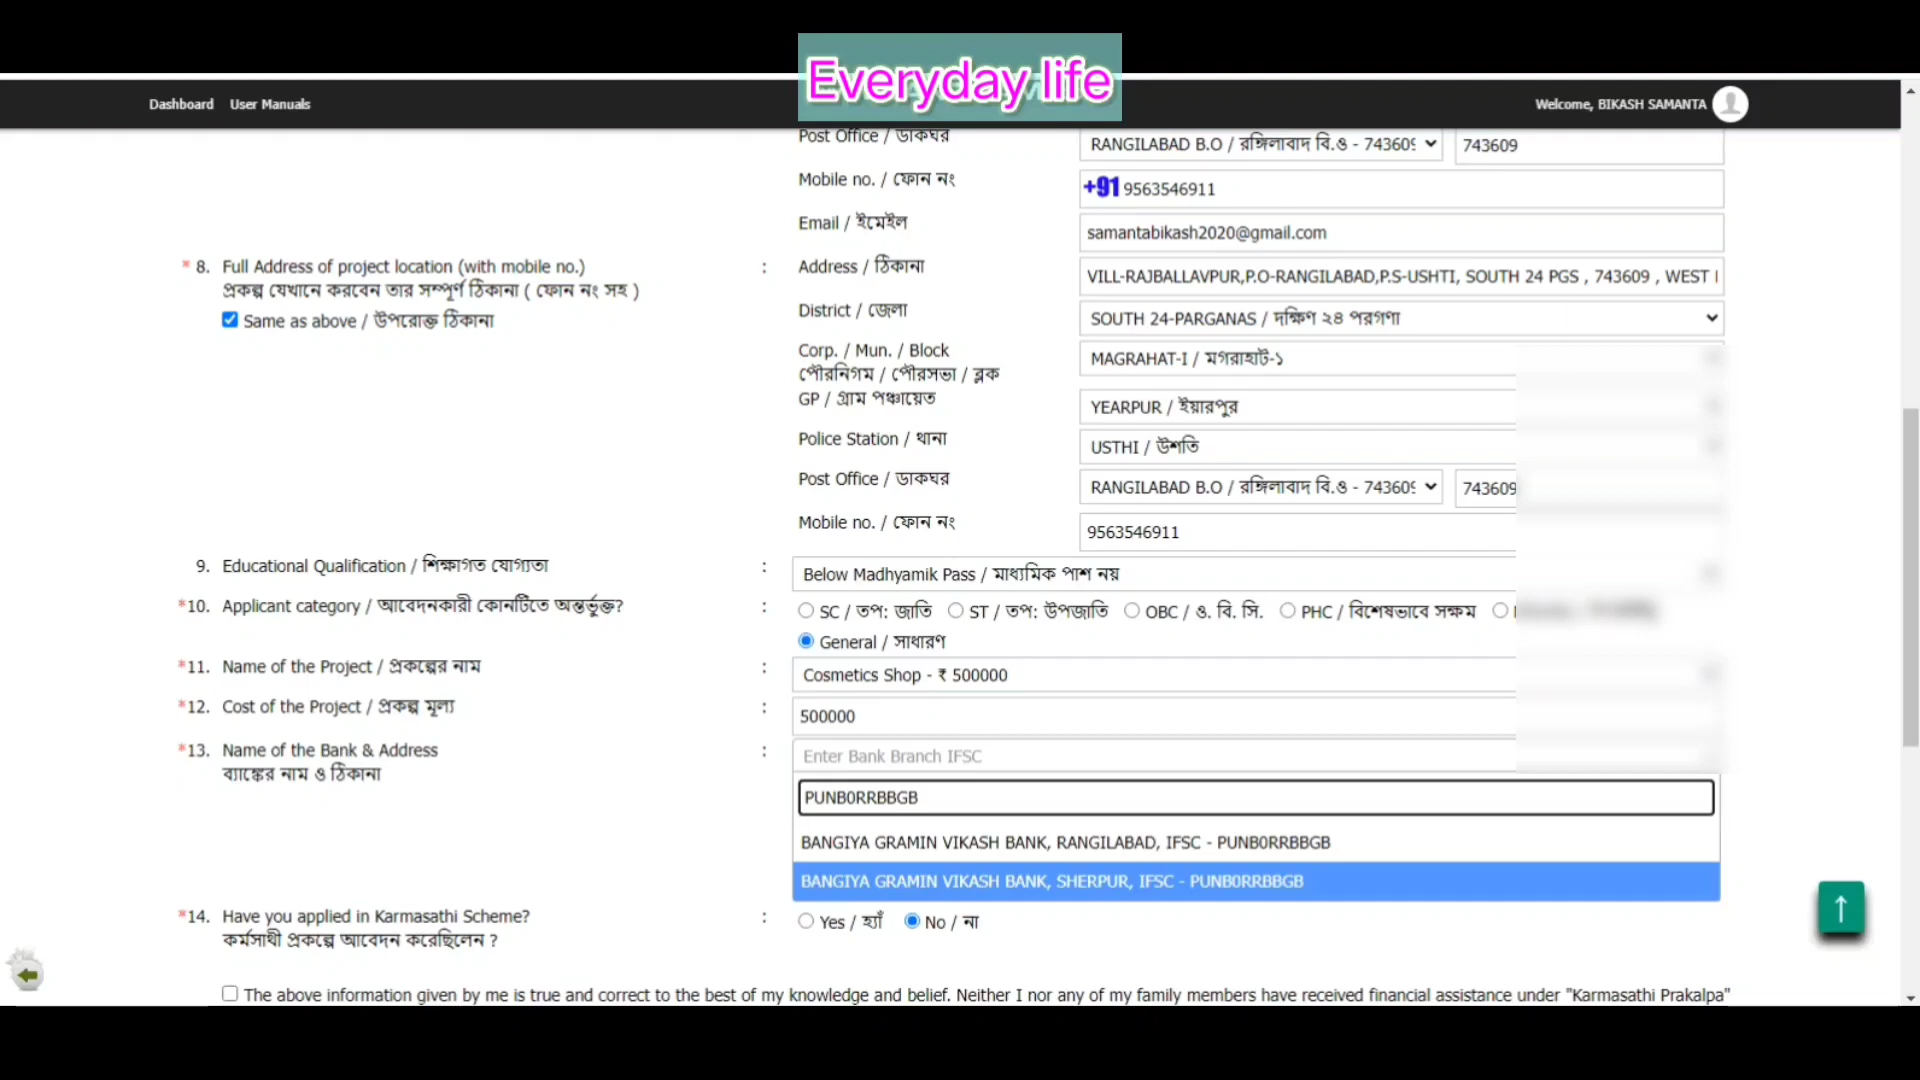 Everyday life
Dashboard User Manuals
Welcome, BIKASH SAMANTA
Post Office / ডাকঘর
RANGILABAD B.O / রঙ্গিলাবাদ বি.ও - 743609
743609
Mobile no. / ফোন নং
+91 9563546911
Email / ইমেইল
samantabikash2020@gmail.com
* 8. Full Address of project location (with mobile no.) :
প্রকল্প যেখানে করবেন তার সম্পূর্ণ ঠিকানা ( ফোন নং সহ )
Same as above / উপরোক্ত ঠিকানা
Address / ঠিকানা
VILL-RAJBALLAVPUR,P.O-RANGILABAD,P.S-USHTI, SOUTH 24 PGS , 743609 , WEST
District / জেলা
SOUTH 24-PARGANAS / দক্ষিণ ২৪ পরগণা
Corp. / Mun. / Block
পৌরনিগম / পৌরসভা / ব্লক
MAGRAHAT-I / মগরাহাট-১
GP / গ্রাম পঞ্চায়েত
YEARPUR / ইয়ারপুর
Police Station / থানা
USTHI / উশতি
Post Office / ডাকঘর
RANGILABAD B.O / রঙ্গিলাবাদ বি.ও - 743609
743609
Mobile no. / ফোন নং
9563546911
9. Educational Qualification / শিক্ষাগত যোগ্যতা :
Below Madhyamik Pass / মাধ্যমিক পাশ নয়
*10. Applicant category / আবেদনকারী কোনটিতে অন্তর্ভুক্ত? :
SC / তপ: জাতি ST / তপ: উপজাতি OBC / ও. বি. সি. PHC / বিশেষভাবে সক্ষম
General / সাধারণ
*11. Name of the Project / প্রকল্পের নাম :
Cosmetics Shop - ₹ 500000
*12. Cost of the Project / প্রকল্প মূল্য :
500000
*13. Name of the Bank & Address :
ব্যাঙ্কের নাম ও ঠিকানা
Enter Bank Branch IFSC
PUNB0RRBBGB
BANGIYA GRAMIN VIKASH BANK, RANGILABAD, IFSC - PUNB0RRBBGB
BANGIYA GRAMIN VIKASH BANK, SHERPUR, IFSC - PUNB0RRBBGB
*14. Have you applied in Karmasathi Scheme? :
কর্মসাথী প্রকল্পে আবেদন করেছিলেন ?
Yes / হ্যাঁ No / না
The above information given by me is true and correct to the best of my knowledge and belief. Neither I nor any of my family members have received financial assistance under "Karmasathi Prakalpa"